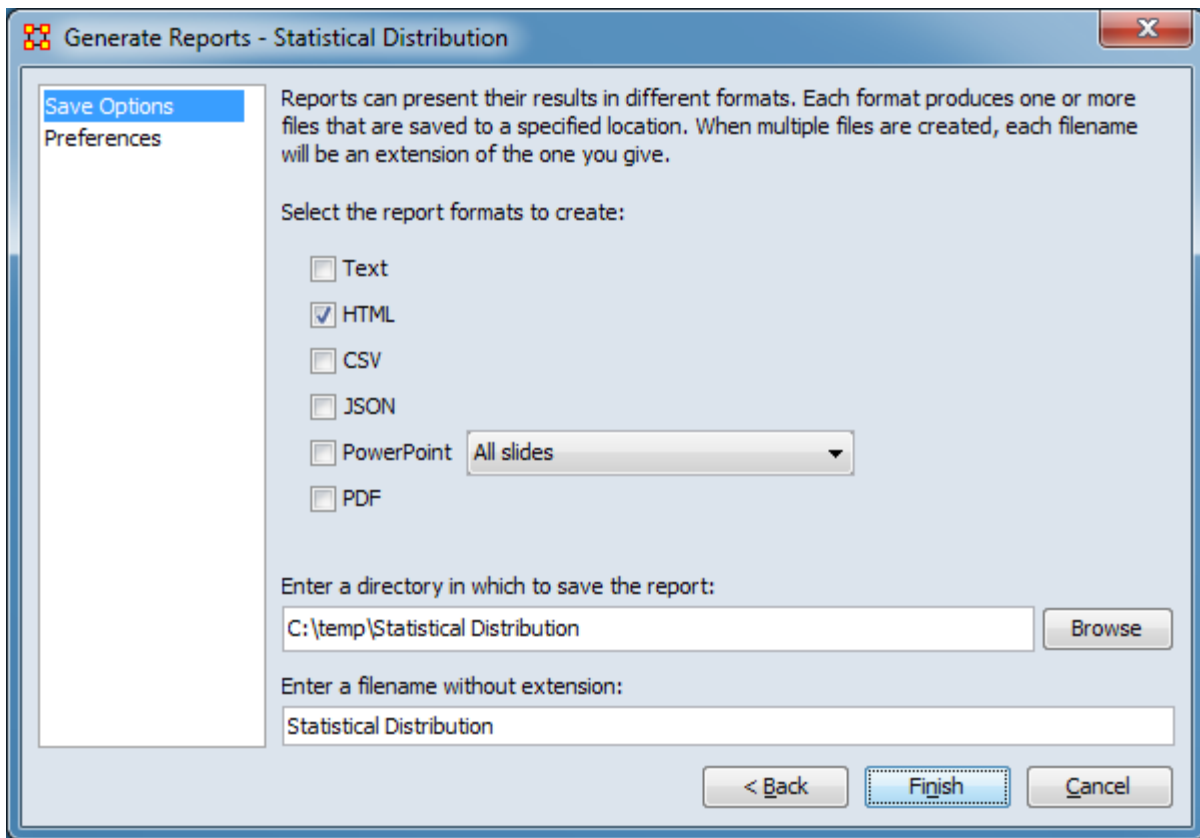 Generate Reports - Statistical Distribution
x
Save Options
Preferences
Reports can present their results in different formats. Each format produces one or more
files that are saved to a specified location. When multiple files are created, each filename
will be an extension of the one you give.
Select the report formats to create:
Text
HTML
CSV
JSON
PowerPoint All slides
PDF
Enter a directory in which to save the report:
C:\temp\Statistical Distribution Browse
Enter a filename without extension:
Statistical Distribution
< Back Finish Cancel